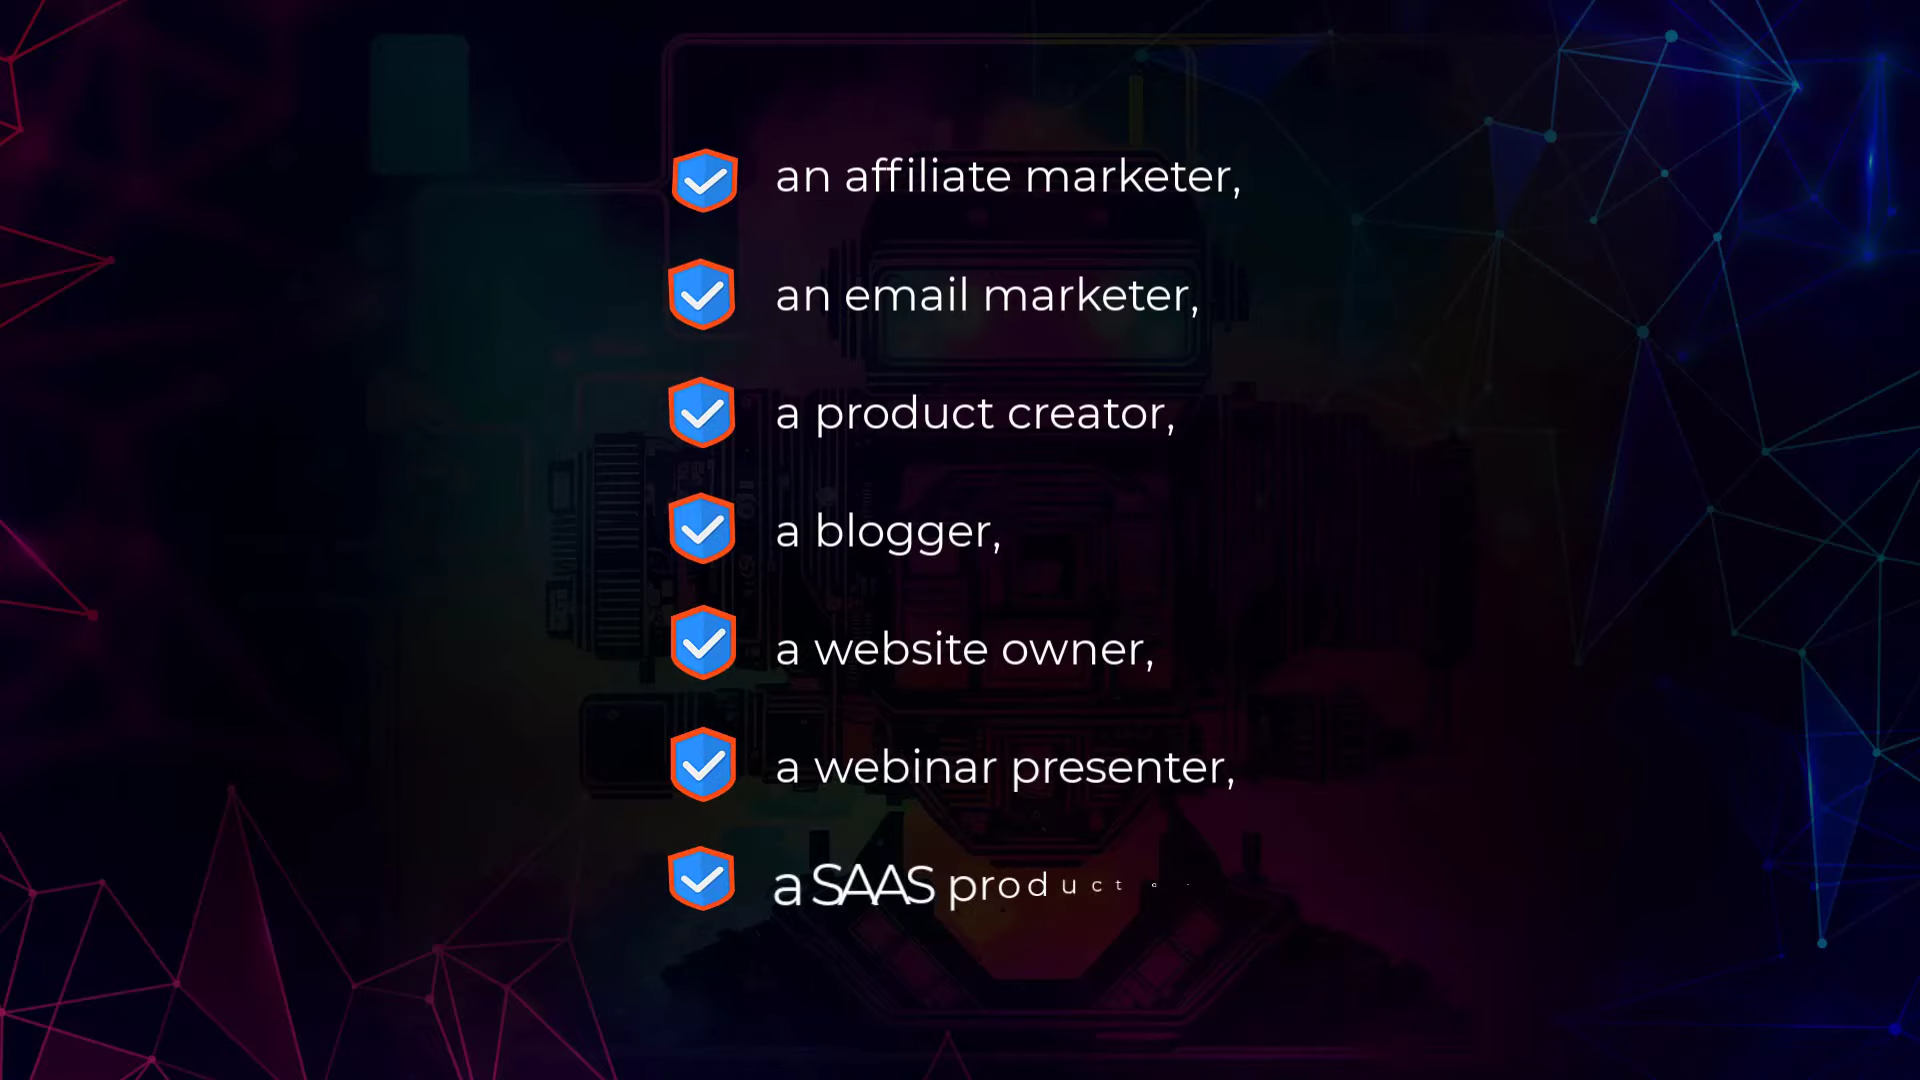 an affiliate marketer,
an email marketer,
a product creator,
a blogger,
a website owner,
a webinar presenter,
a SAAS product